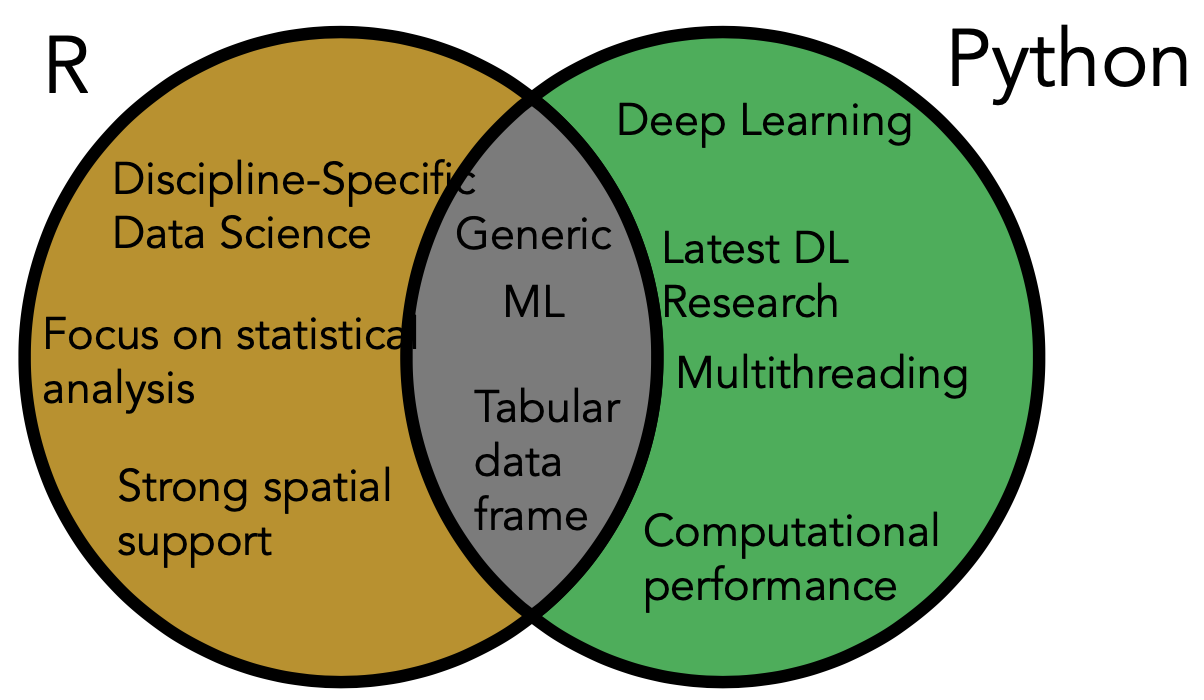 R
Python
Discipline-Specific
Data Science
Focus on statistical
analysis
Strong spatial
support
Generic
ML
Tabular
data
frame
Deep Learning
Latest DL
Research
Multithreading
Computational
performance